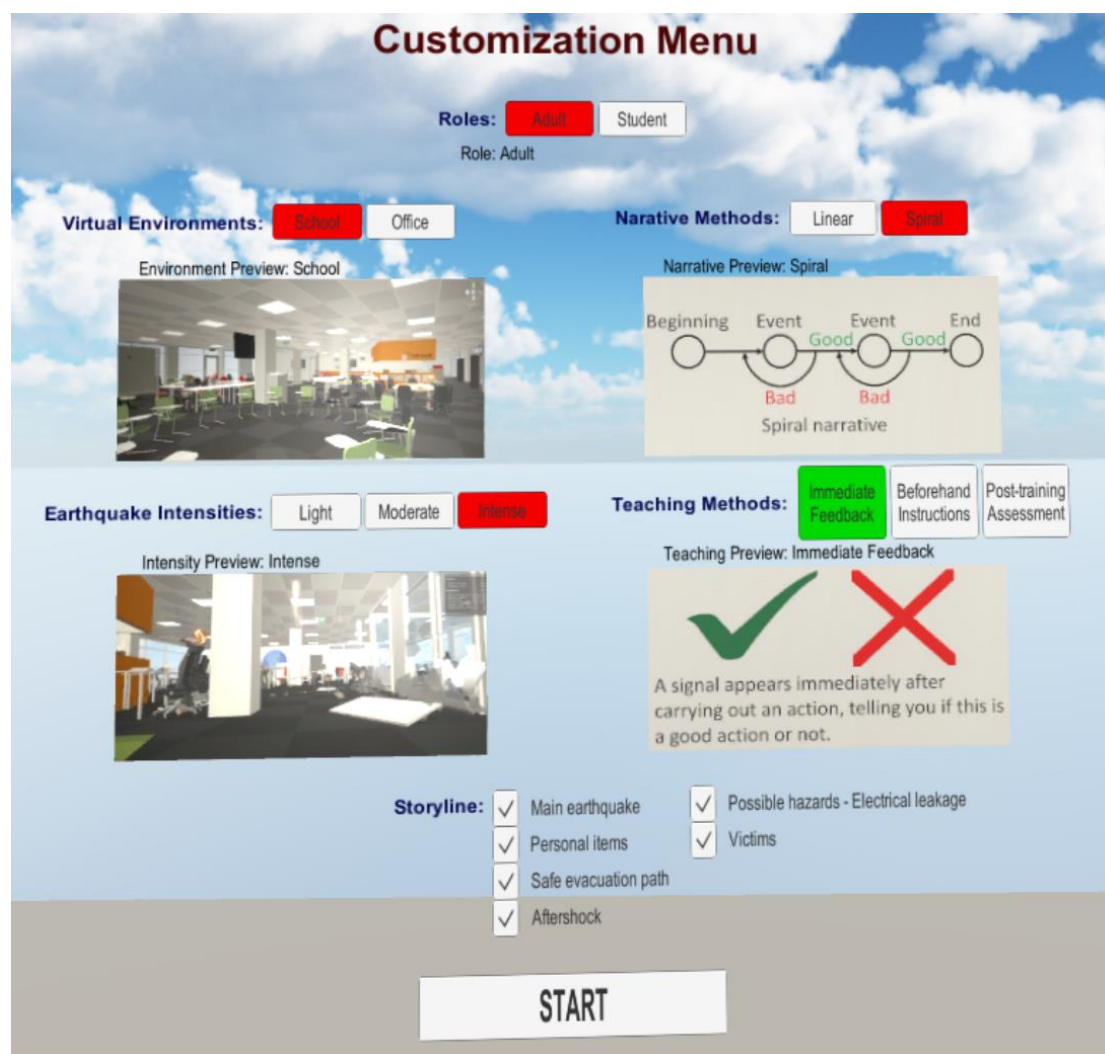 Customization Menu
Roles: Adult Student
Role: Adult
Virtual Environments: School Office
Environment Preview: School
Narative Methods: Linear Spiral
Narrative Preview: Spiral
Beginning Event Event End
Good Good
Bad Bad
Spiral narrative
Earthquake Intensities: Light Moderate Intense
Intensity Preview: Intense
Teaching Methods: Immediate Feedback Beforehand Instructions Post-training Assessment
Teaching Preview: Immediate Feedback
A signal appears immediately after
carrying out an action, telling you if this is
a good action or not.
Storyline: Main earthquake
Personal items
Safe evacuation path
Aftershock
Possible hazards - Electrical leakage
Victims
START